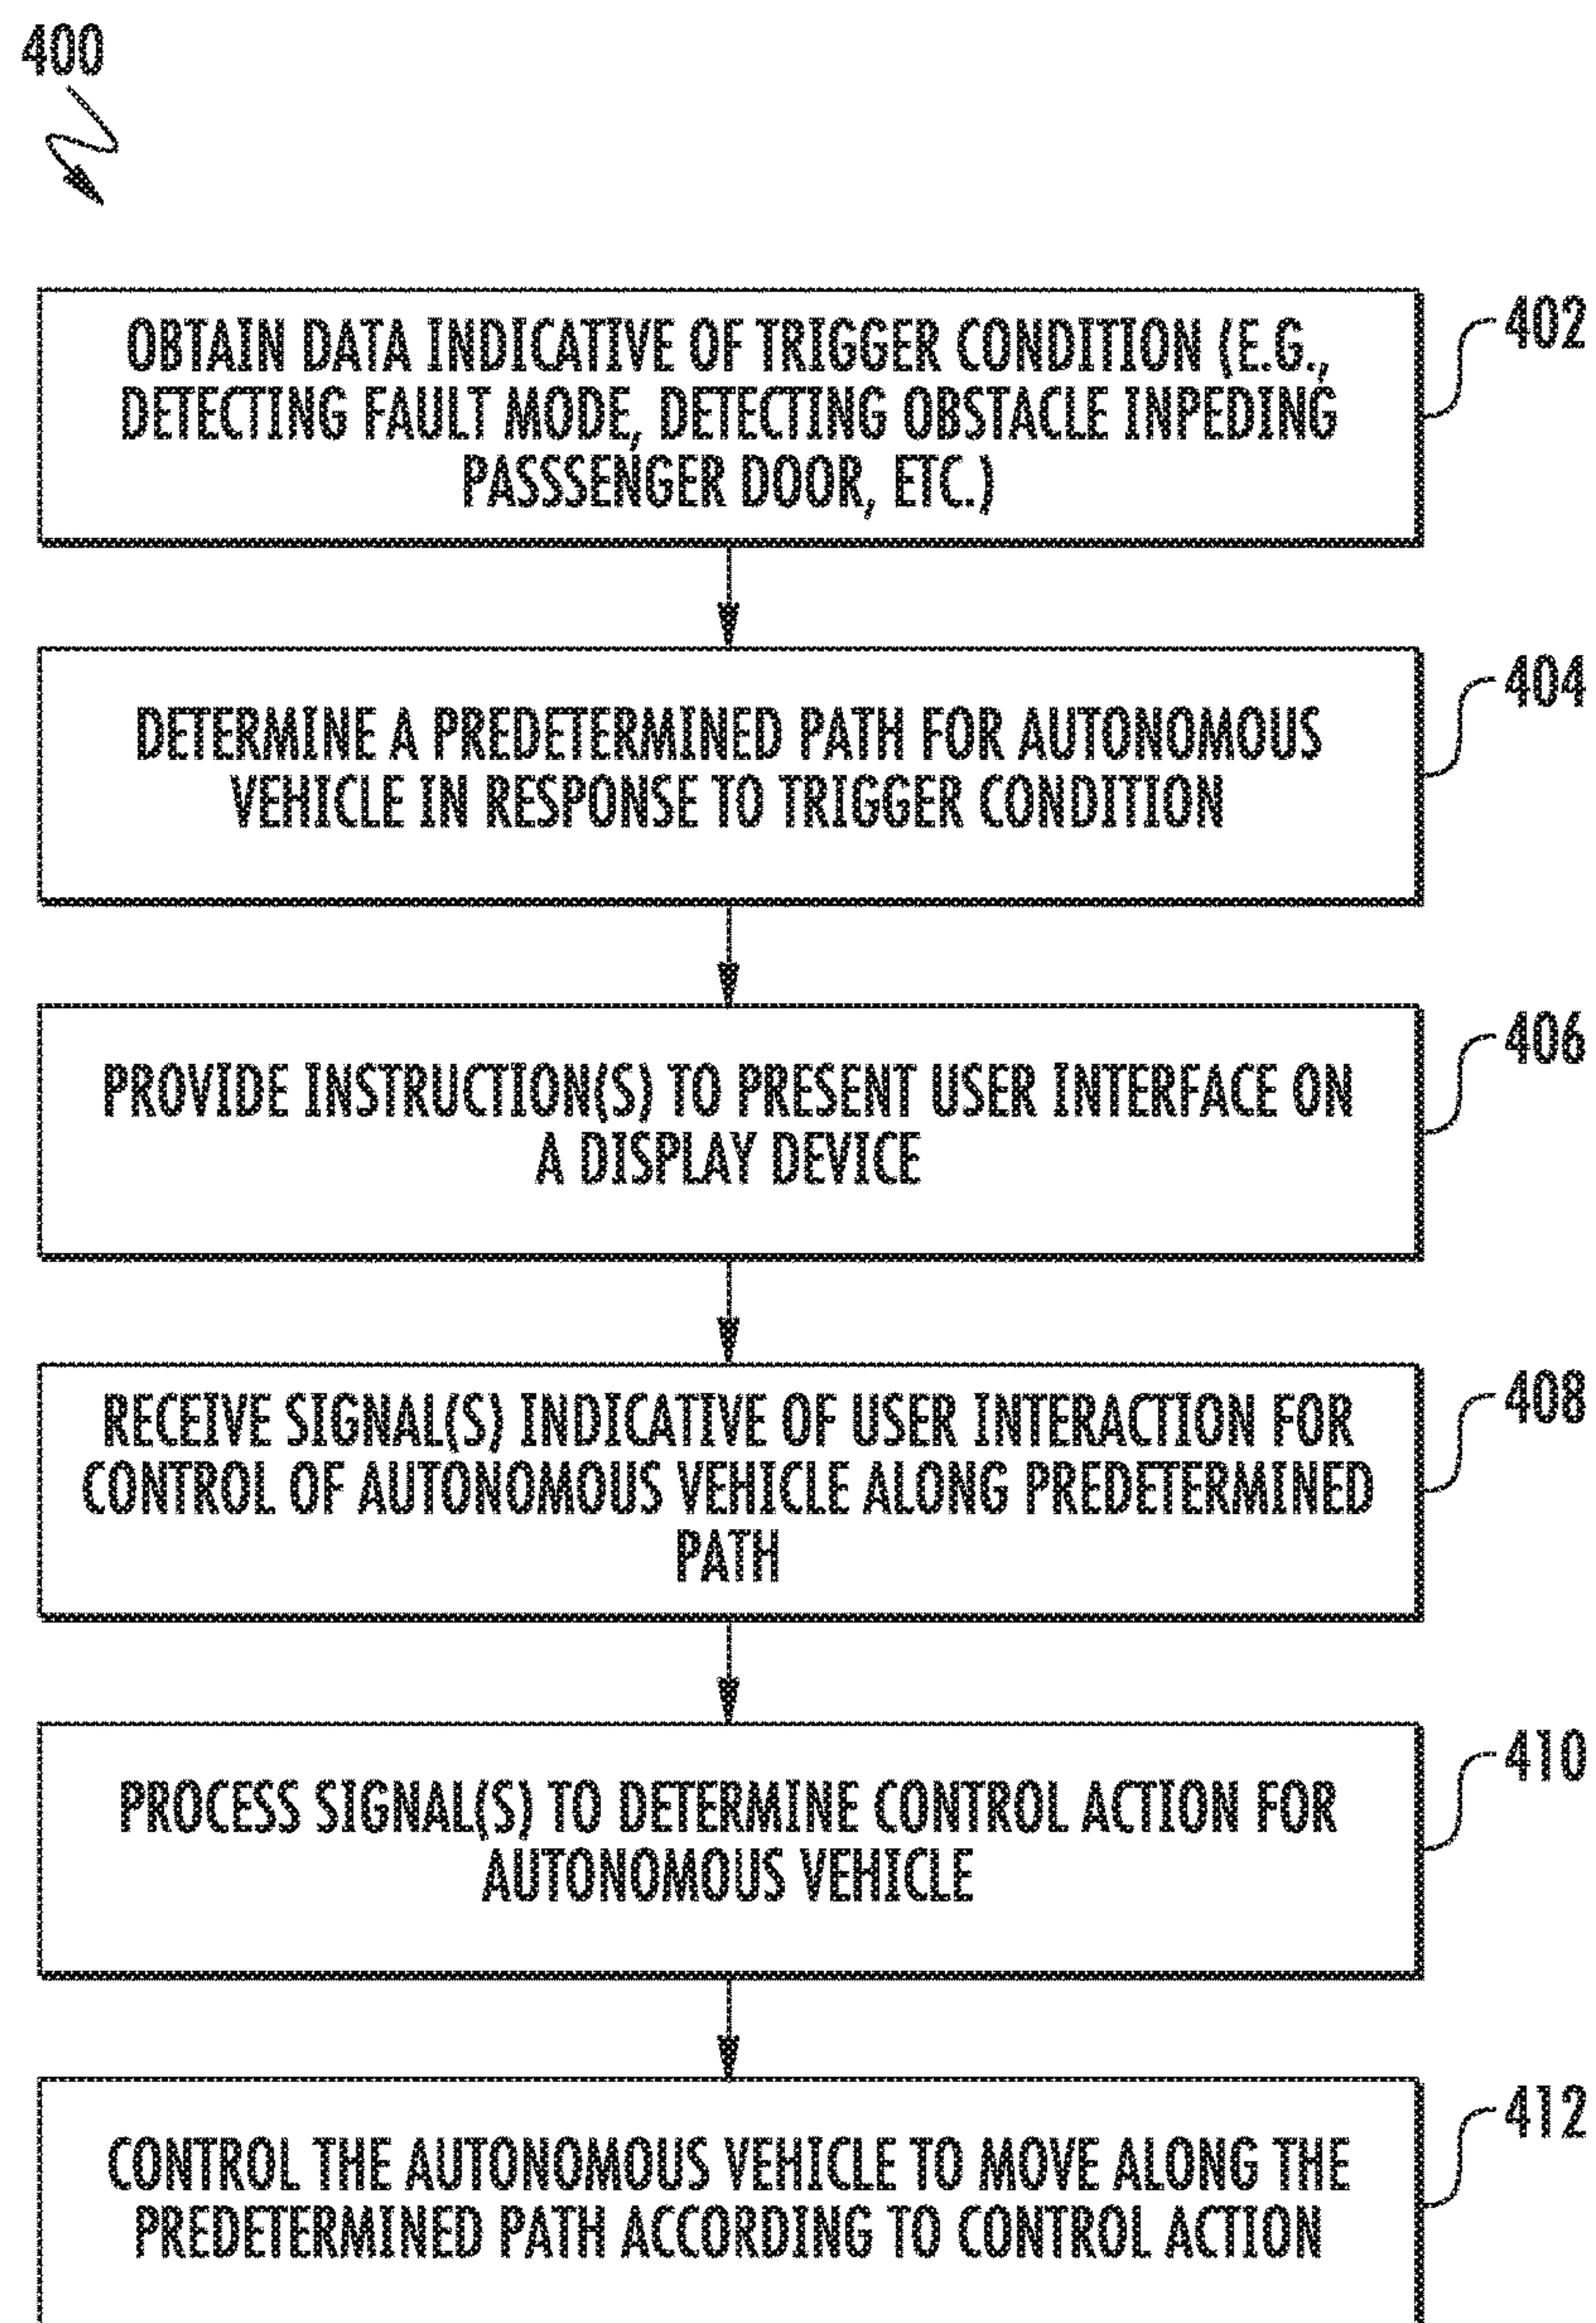 400
OBTAIN DATA INDICATIVE OF TRIGGER CONDITION (E.G.,
DETECTING FAULT MODE, DETECTING OBSTACLE INPEDING
PASSSENGER DOOR, ETC.)
402
DETERMINE A PREDETERMINED PATH FOR AUTONOMOUS
VEHICLE IN RESPONSE TO TRIGGER CONDITION
404
PROVIDE INSTRUCTION(S) TO PRESENT USER INTERFACE ON
A DISPLAY DEVICE
406
RECEIVE SIGNAL(S) INDICATIVE OF USER INTERACTION FOR
CONTROL OF AUTONOMOUS VEHICLE ALONG PREDETERMINED
PATH
408
PROCESS SIGNAL(S) TO DETERMINE CONTROL ACTION FOR
AUTONOMOUS VEHICLE
410
CONTROL THE AUTONOMOUS VEHICLE TO MOVE ALONG THE
PREDETERMINED PATH ACCORDING TO CONTROL ACTION
412